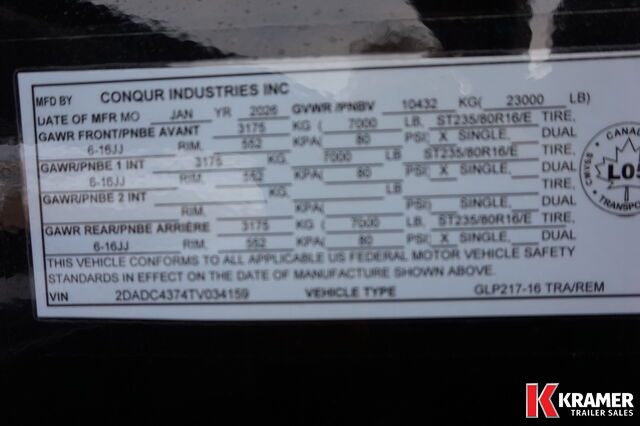 MFD BY CONQUR INDUSTRIES INC
DATE OF MFR MO JAN YR 2026 GVWR /PNBV 10432 KG( 23000 LB)
GAWR FRONT/PNBE AVANT 3175 KG ( 7000 LB, ST235/80R16/E TIRE,
6-16JJ RIM, 552 KPA( 80 PSI; X SINGLE, DUAL
GAWR/PNBE 1 INT 3175 KG, 7000 LB ST235/80R16/E TIRE,
6-16JJ RIM, 552 KPA( 80 PSI; X SINGLE, DUAL
GAWR/PNBE 2 INT KG( LB TIRE,
RIM, KPA( PSI; SINGLE, DUAL
GAWR REAR/PNBE ARRIÈRE 3175 KG ( 7000 LB, ST235/80R16/E TIRE,
6-16JJ RIM, 552 KPA( 80 PSI; X SINGLE, DUAL
THIS VEHICLE CONFORMS TO ALL APPLICABLE US FEDERAL MOTOR VEHICLE SAFETY
STANDARDS IN EFFECT ON THE DATE OF MANUFACTURE SHOWN ABOVE.
VIN 2DADC4374TV034159 VEHICLE TYPE GLP217-16 TRA/REM
CANA
L05
TRANSPO
K KRAMER
TRAILER SALES